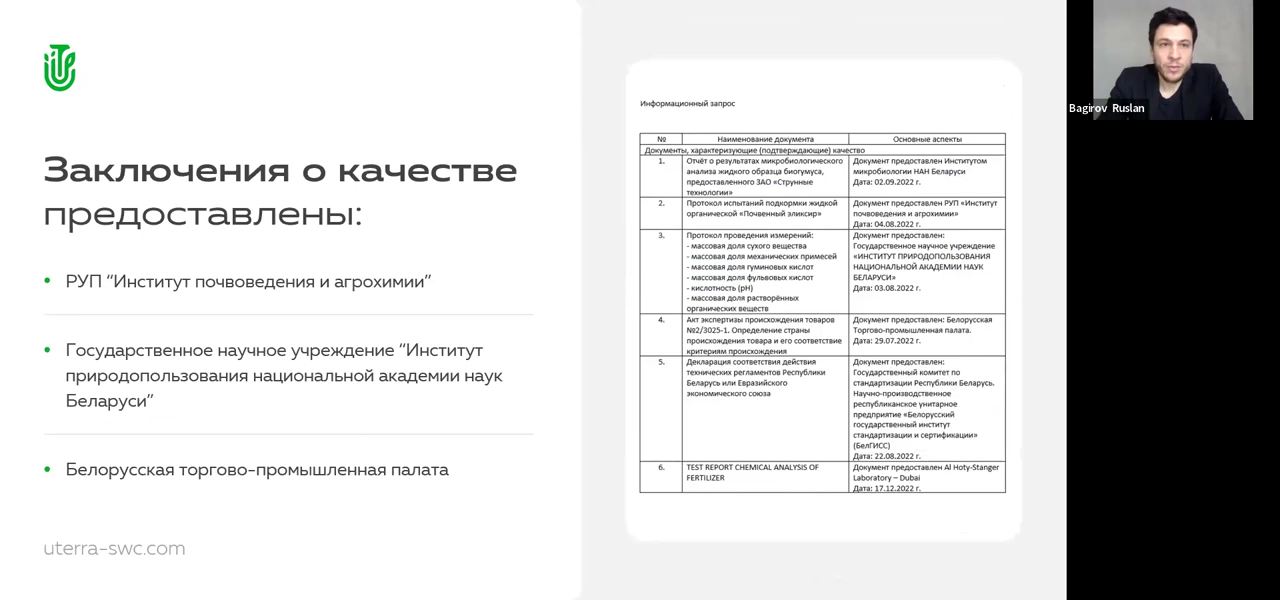 Заключения о качестве
предоставлены:
• РУП “Институт почвоведения и агрохимии”
• Государственное научное учреждение “Институт
природопользования национальной академии наук
Беларуси”
• Белорусская торгово-промышленная палата
uterra-swc.com
Информационный запрос
№ Наименование документа Основные аспекты
Документы, характеризующие (подтверждающие) качество
1.
Отчёт о результатах микробиологического
анализа жидкого образца биогумуса,
предоставленного ЗАО «Струнные
технологии»
Документ предоставлен Институтом
микробиологии НАН Беларуси
Дата: 02.09.2022 г.
2.
Протокол испытаний подкормки жидкой
органической «Почвенный эликсир»
Документ предоставлен РУП «Институт
почвоведения и агрохимии»
Дата: 04.08.2022 г.
3.
Протокол проведения измерений:
- массовая доля сухого вещества
- массовая доля механических примесей
- массовая доля гуминовых кислот
- массовая доля фульвовых кислот
- кислотность (pH)
- массовая доля растворённых
органических веществ
Документ предоставлен:
Государственное научное учреждение
«ИНСТИТУТ ПРИРОДОПОЛЬЗОВАНИЯ
НАЦИОНАЛЬНОЙ АКАДЕМИИ НАУК
БЕЛАРУСИ»
Дата: 03.08.2022 г.
4.
Акт экспертизы происхождения товаров
№2/3025-1. Определение страны
происхождения товара и его соответствие
критериям происхождения
Документ предоставлен: Белорусская
Торгово-промышленная палата.
Дата: 29.07.2022 г.
5.
Декларация соответствия действия
технических регламентов Республики
Беларусь или Евразийского
экономического союза
Документ предоставлен:
Государственный комитет по
стандартизации Республики Беларусь.
Научно-производственное
республиканское унитарное
предприятие «Белорусский
государственный институт
стандартизации и сертификации»
(БелГИСС)
Дата: 22.08.2022 г.
6.
TEST REPORT CHEMICAL ANALYSIS OF
FERTILIZER
Документ предоставлен Al Hoty-Stanger
Laboratory – Dubai
Дата: 17.12.2022 г.
Bagirov Ruslan